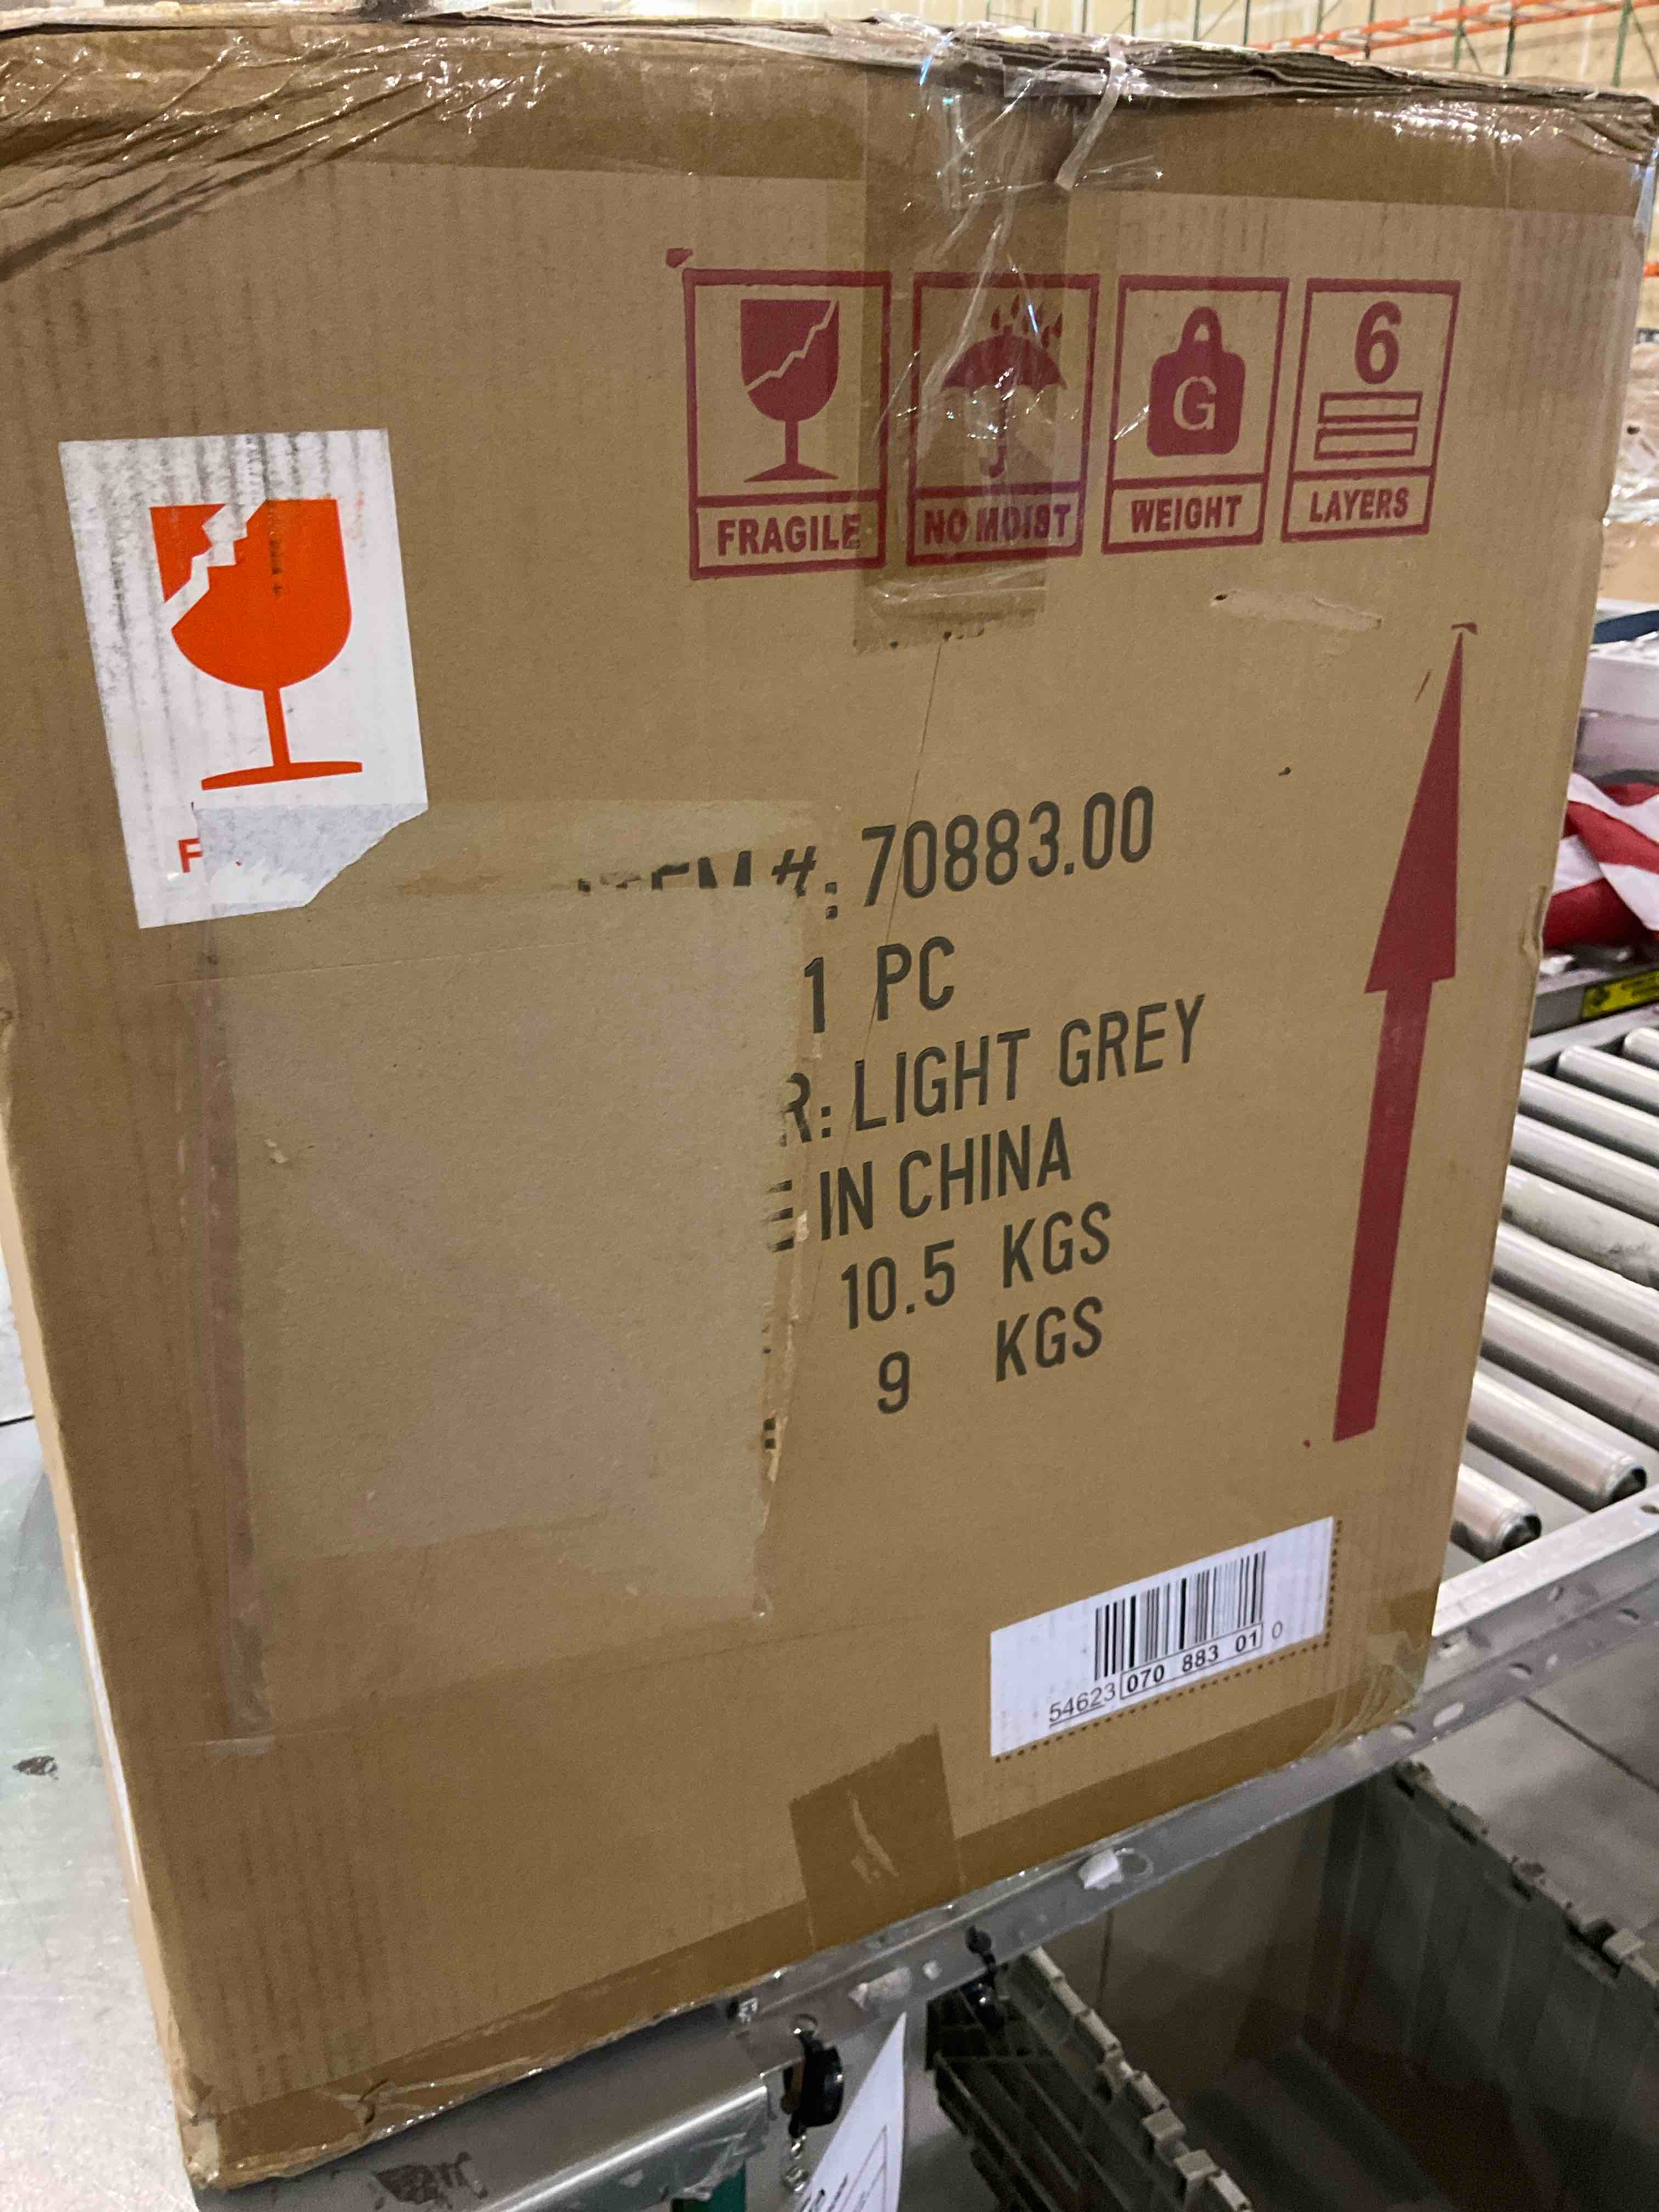 FRAGILE
NO MOIST
G
WEIGHT
6
LAYERS
F
ITEM #: 70883.00
1 PC
R: LIGHT GREY
E IN CHINA
10.5 KGS
9 KGS
54623 070 883 01 0